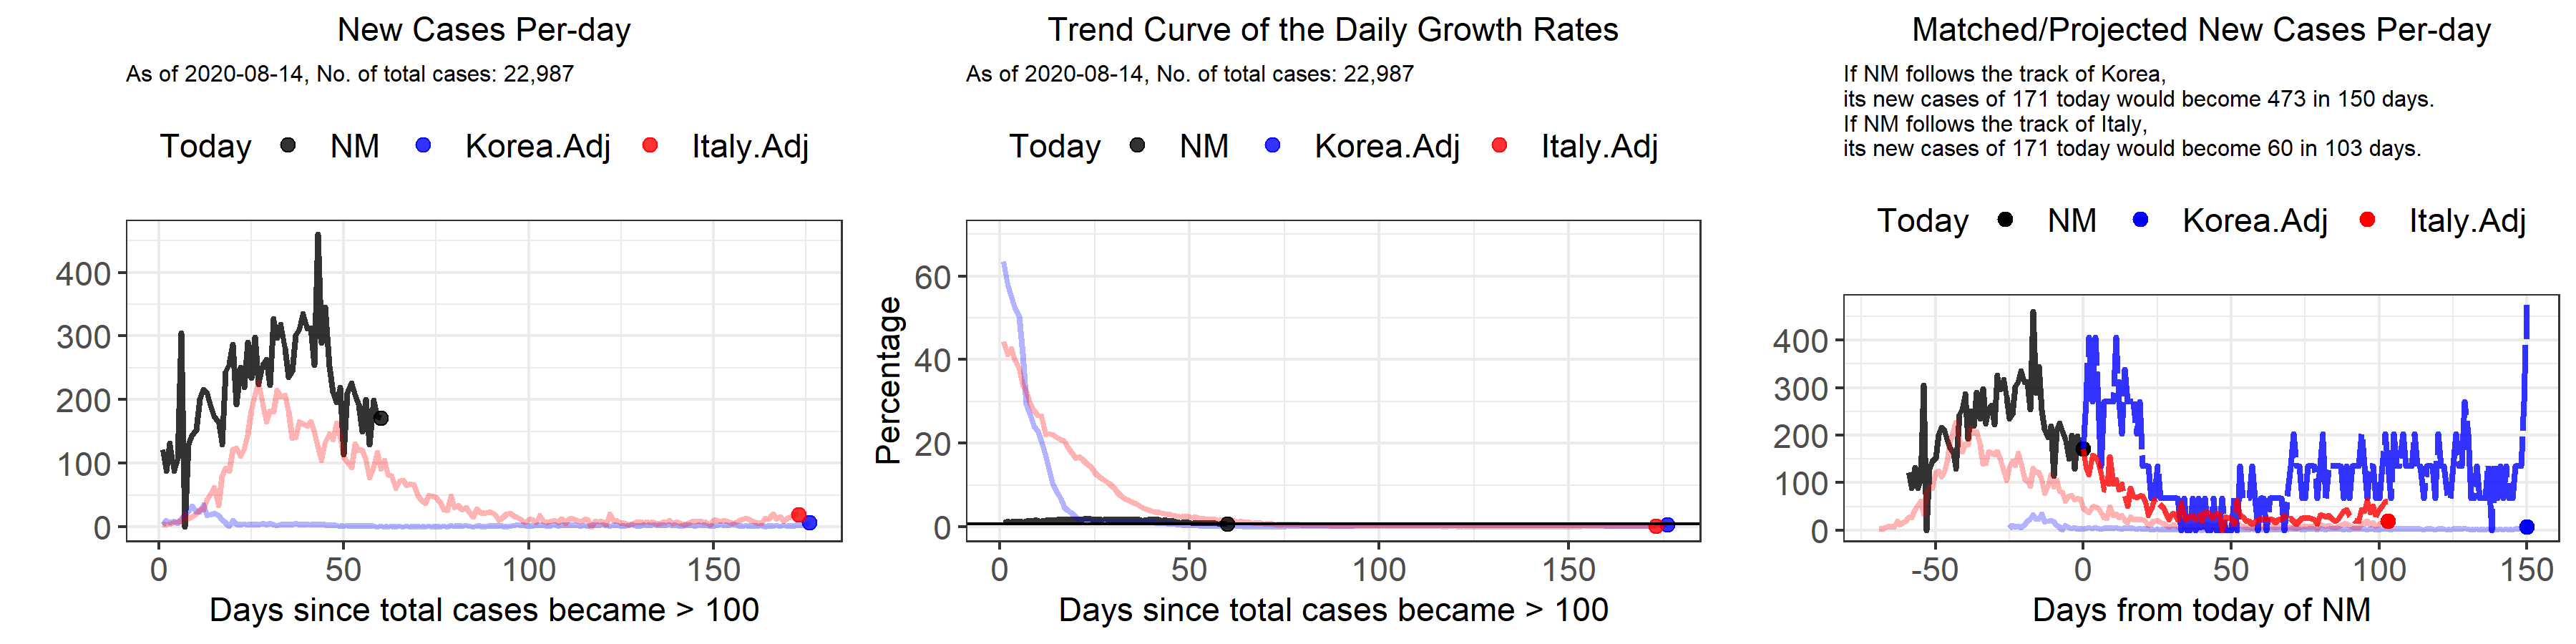 New Cases Per-day
As of 2020-08-14, No. of total cases: 22,987
Today NM Korea.Adj Italy.Adj
400
300
200
100
0
0 50 100 150
Days since total cases became > 100
Trend Curve of the Daily Growth Rates
As of 2020-08-14, No. of total cases: 22,987
Today NM Korea.Adj Italy.Adj
Percentage
60
40
20
0
0 50 100 150
Days since total cases became > 100
Matched/Projected New Cases Per-day
If NM follows the track of Korea,
its new cases of 171 today would become 473 in 150 days.
If NM follows the track of Italy,
its new cases of 171 today would become 60 in 103 days.
Today NM Korea.Adj Italy.Adj
400
300
200
100
0
-50 0 50 100 150
Days from today of NM